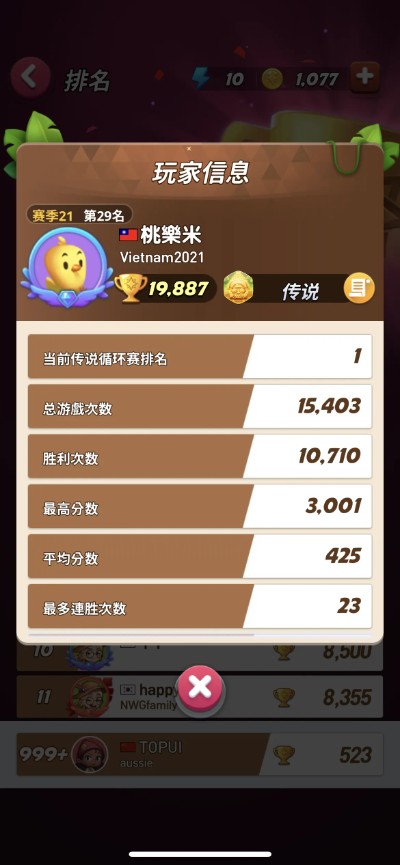 排名
10
1,077
玩家信息
赛季21 第29名
桃樂米
Vietnam2021
19,887
传说
当前传说循环赛排名 1
总游戲次數 15,403
胜利次数 10,710
最高分数 3,001
平均分数 425
最多連胜次数 23
10 8,500
11 happy 8,355
NWGfamily
999+ TOPUI 523
aussie